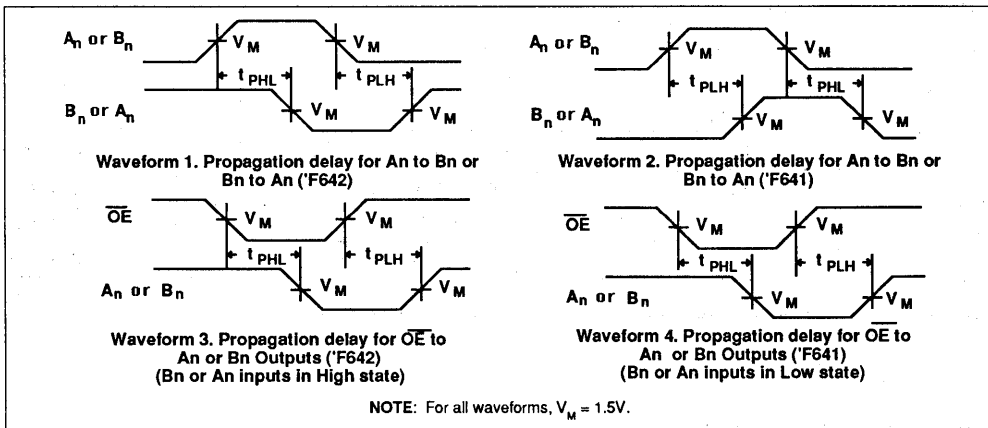 An or Bn
VM
VM
tPHL
tPLH
Bn or An
VM
VM
Waveform 1. Propagation delay for An to Bn or
Bn to An ('F642)
An or Bn
VM
VM
tPLH
tPHL
Bn or An
VM
VM
Waveform 2. Propagation delay for An to Bn or
Bn to An ('F641)
OE
VM
VM
tPHL
tPLH
An or Bn
VM
VM
Waveform 3. Propagation delay for OE to
An or Bn Outputs ('F642)
(Bn or An inputs in High state)
OE
VM
VM
tPHL
tPLH
An or Bn
VM
VM
Waveform 4. Propagation delay for OE to
An or Bn Outputs ('F641)
(Bn or An inputs in Low state)
NOTE: For all waveforms, VM = 1.5V.